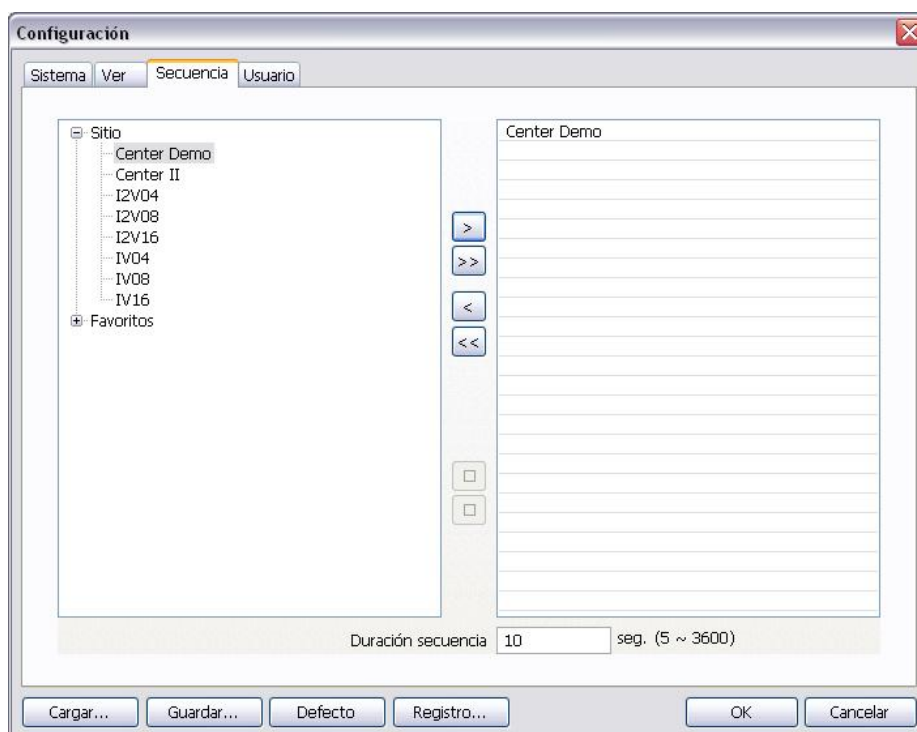 Configuración
Sistema Ver Secuencia Usuario
Sitio
Center Demo
Center II
I2V04
I2V08
I2V16
IV04
IV08
IV16
Favoritos
>
>>
<
<<
Center Demo
Duración secuencia 10 seg. (5 ~ 3600)
Cargar... Guardar... Defecto Registro... OK Cancelar